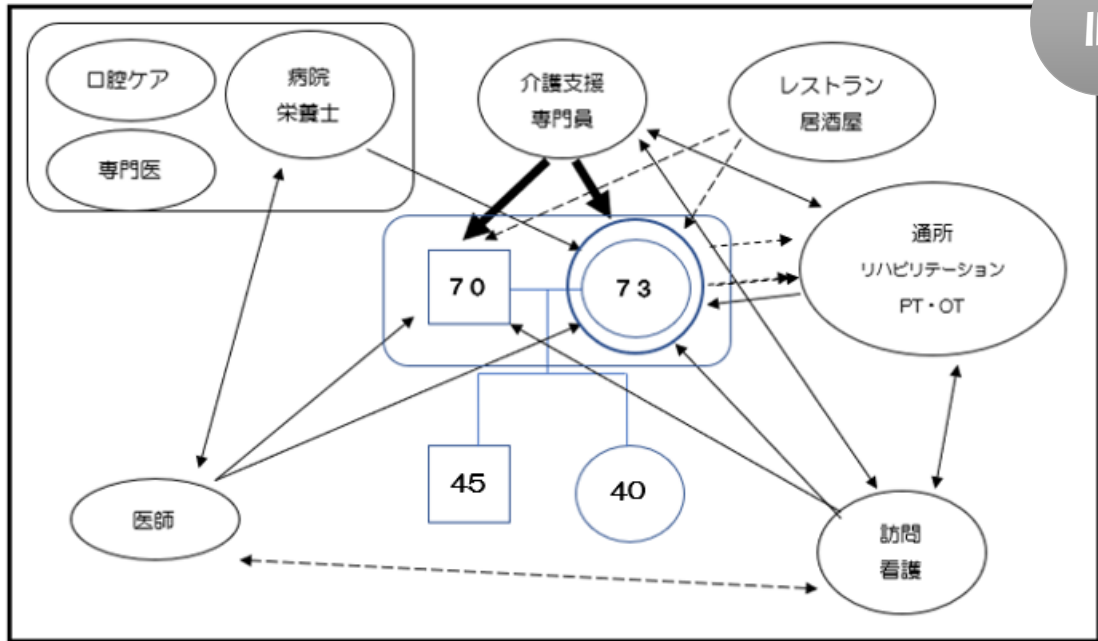 口腔ケア
病院
栄養士
専門医
介護支援
専門員
レストラン
居酒屋
通所
リハビリテーション
PT・OT
70
73
45
40
医師
訪問
看護